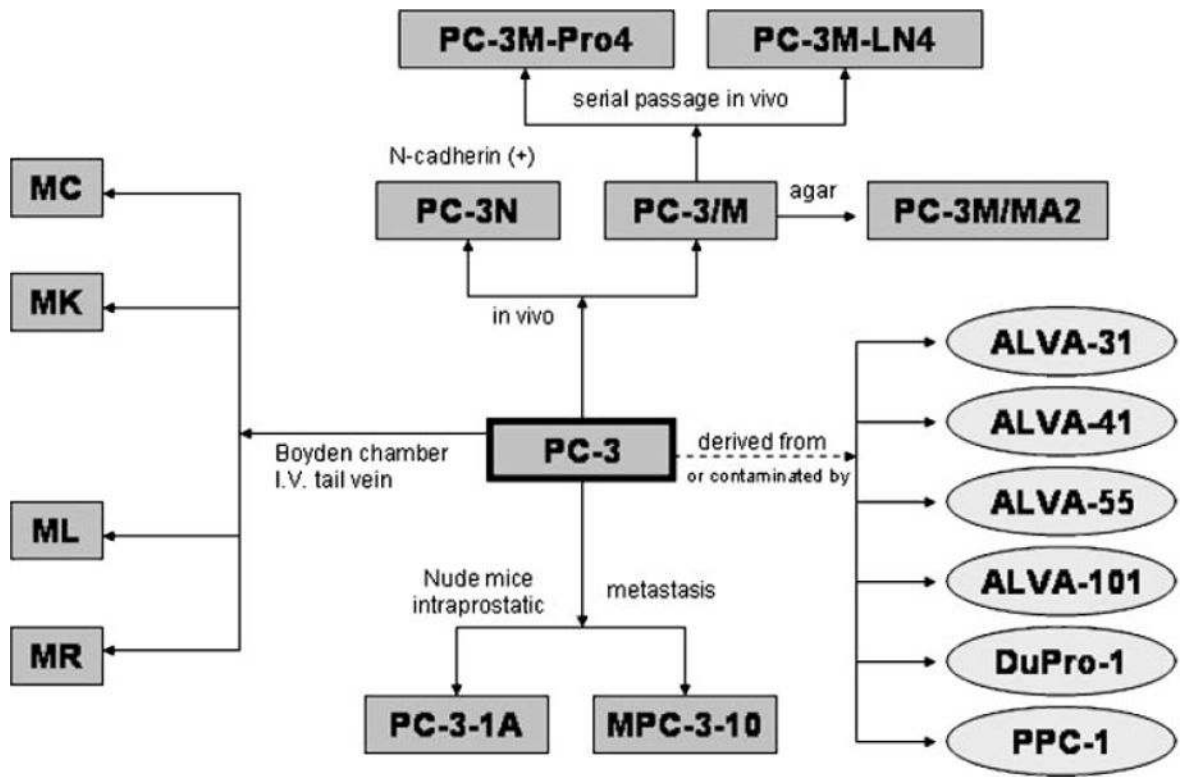 PC-3M-Pro4
PC-3M-LN4
serial passage in vivo
N-cadherin (+)
MC
PC-3N
PC-3/M
agar
PC-3M/MA2
MK
in vivo
ALVA-31
ALVA-41
PC-3
derived from
or contaminated by
Boyden chamber
I.V. tail vein
ALVA-55
ML
Nude mice
intraprostatic
metastasis
ALVA-101
MR
DuPro-1
PC-3-1A
MPC-3-10
PPC-1